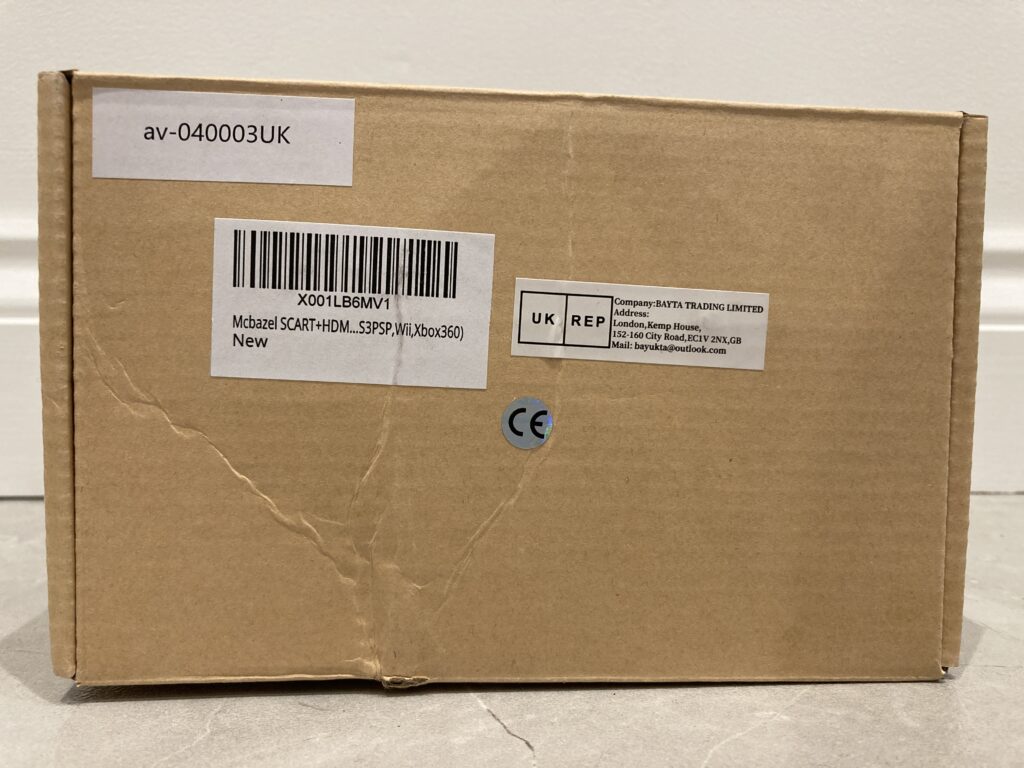 av-040003UK
X001LB6MV1
Mcbazel SCART+HDM...S3PSP,Wii,Xbox360)
New
UK REP
Company:BAYTA TRADING LIMITED
Address:
London,Kemp House,
152-160 City Road,EC1V 2NX,GB
Mail: bayukta@outlook.com
CE